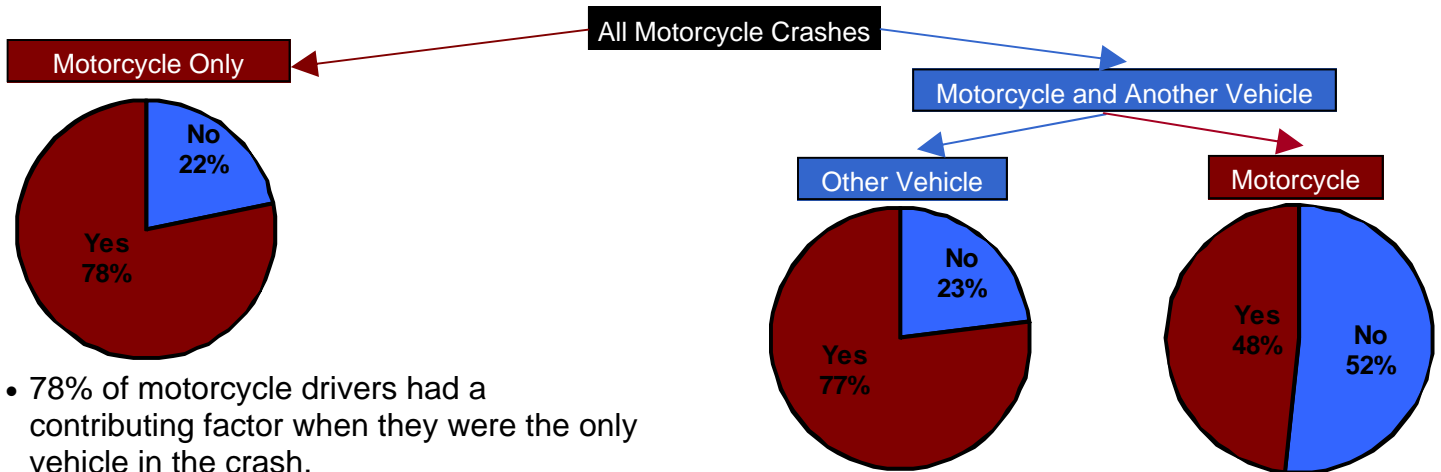 All Motorcycle Crashes
Motorcycle Only
Motorcycle and Another Vehicle
No
22%
Yes
78%
Other Vehicle
Motorcycle
No
23%
Yes
77%
Yes
48%
No
52%
• 78% of motorcycle drivers had a
contributing factor when they were the only
vehicle in the crash.